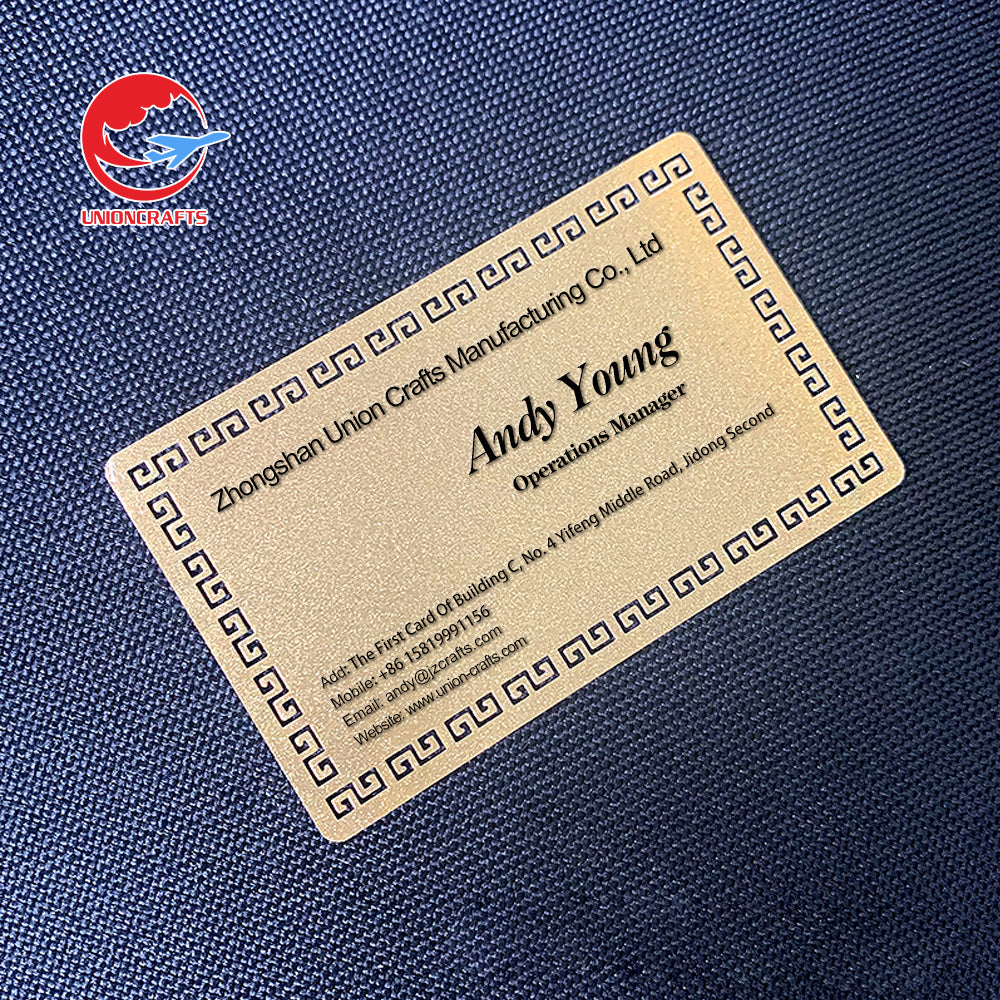 UNIONCRAFTS
Zhongshan Union Crafts Manufacturing Co., Ltd
Andy Young
Operations Manager
Add: The First Card Of Building C, No. 4 Yifeng Middle Road, Jidong Second
Mobile: +86 15819991156
Email: andy@jzcrafts.com
Website: www.union-crafts.com